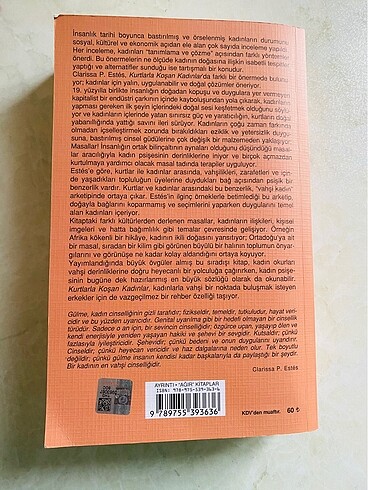 İnsanlık tarihi boyunca bastırılmış ve örselenmiş kadınların durumunu
sosyal, kültürel ve ekonomik açıdan ele alan çok sayıda inceleme yapıldı.
Her inceleme, kadınları "tanımlama ve çözme" açısından farklı yöntemler
önerdi. Bu önermelerin ne ölçüde kadının doğasına ilişkin isabetli tespitler
yaptığı ve alternatifler sunduğu ise tartışmalı bir konudur.
Clarissa P. Estés, Kurtlarla Koşan Kadınlar'da farklı bir önermede bulunu-
yor; kadınlar için yalın, uygulanabilir ve doğal çözümler öneriyor.
19. yüzyılla birlikte insanlığın doğadan kopuşu ve duygulara yer vermeyen
kapitalist bir endüstri çarkının içinde kayboluşundan yola çıkarak, kadınların
yapması gereken ilk şeyin içlerindeki doğal sesi keşfetmek olduğunu söylü-
yor ve kadınların içlerinde yatan sınırsız güç ve yaratıcılığın, kurtların doğal
yabanıllığında yattığı savını ileri sürüyor. Kadınların çoğu zaman farkında
olmadan içselleştirmek zorunda bırakıldıkları eziklik ve yetersizlik duygu-
suna, bastırılmış cinsel güdülerine çok değişik bir malzemeden yaklaşıyor:
Masallar! İnsanlığın ortak bilinçaltının aynaları olduğunu düşündüğü masal-
lar aracılığıyla kadın psişesinin derinliklerine iniyor ve birçok açmazdan
kurtulmaya yardımcı olacak masal tadında terapiler uyguluyor.
Estés'e göre, kurtlar ile kadınlar arasında, vahşilikleri, zarafetleri ve için-
de yaşadıkları topluluğun üyelerine duydukları bağ açısından psişik bir
benzerlik vardır. Kurtlar ve kadınlar arasındaki bu benzerlik, "vahşi kadın"
arketipinde ortaya çıkar. Estés'in ilginç örneklerle betimlediği bu arketip,
doğayla bağlarını koparmamış ve seçimlerini yaparken duygularını temel
alan kadınları içeriyor.
Kitaptaki farklı kültürlerden derlenen masallar, kadınların ilişkileri, kişisel
imgeleri ve hatta bağımlılık gibi temalar çevresinde gelişiyor. Örneğin
Afrika kökenli bir hikâye, kadının ikili doğasını yansıtıyor; Ortadoğu'ya ait
bir masal, sıradan bir kilim gibi görünen büyülü bir halının toplumun önyar-
gılarını ve görünüşe ne kadar kolay aldandığını ortaya koyuyor.
Yayımlandığında büyük övgüler almış bu sıradışı kitap, kadın okurları
vahşi derinliklerine doğru heyecanlı bir yolculuğa çağırırken, kadın psişe-
sinin bugüne dek hazırlanmış en büyük sözlüğü olarak da okunabilir.
Kurtlarla Koşan Kadınlar, kadınlarla vahşi bir noktada buluşmak isteyen
erkekler için de vazgeçilmez bir rehber özelliği taşıyor.
Gülme, kadın cinselliğinin gizli tarafıdır; fizikseldir, temeldir, tutkuludur, hayat veri-
cidir ve bu yüzden uyarıcıdır. Genital uyarılma gibi bir hedefi olmayan bir cinsellik
türüdür. Sadece o an için, bir sevincin cinselliğidir; özgürce uçan, yaşayıp ölen ve
kendi enerjisiyle yeniden yaşayan hakiki ve şehevi bir sevgidir. Kutsaldır; çünkü
fazlasıyla iyileştiricidir. Şehevidir; çünkü bedeni ve onun duygularını uyandırır.
Cinseldir; çünkü heyecan vericidir ve haz dalgalarına neden olur. Tek boyutlu
değildir; çünkü gülme insanın kendisi kadar başkalarıyla da paylaştığı bir şeydir.
Bir kadının en vahşi cinselliğidir.
Clarissa P. Estés
AYRINTI • "AĞIR" KİTAPLAR
ISBN: 978-975-539-363-6
9 789755 393636
KDV'den muaftır. 60 ₺